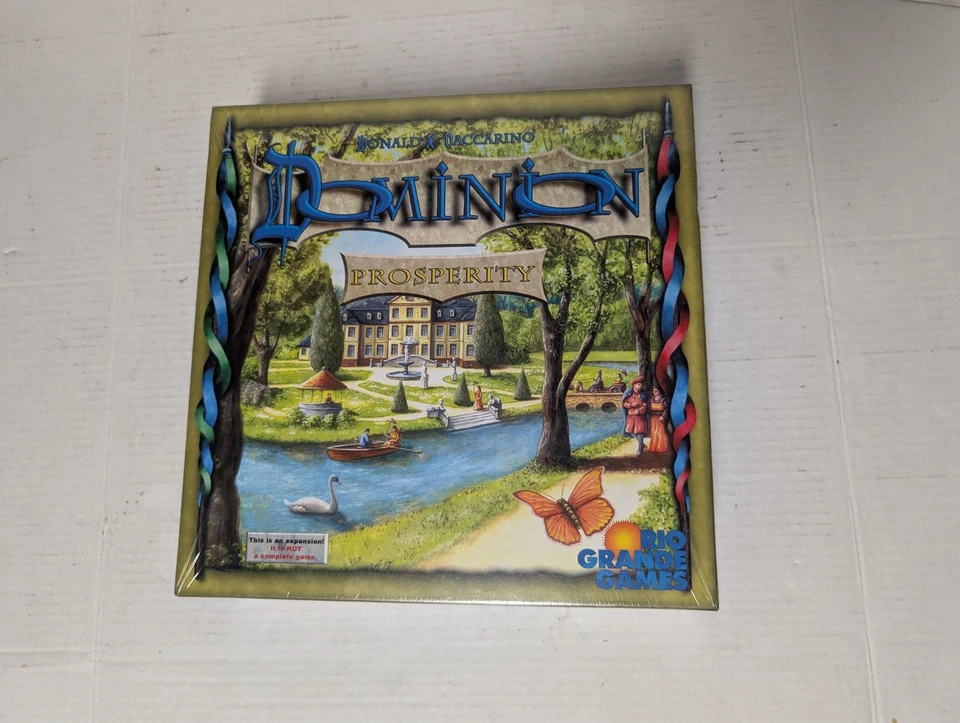 Donald X. Vaccarino
DOMINION
PROSPERITY
This is an expansion!
It is NOT
a complete game.
RIO
GRANDE
GAMES